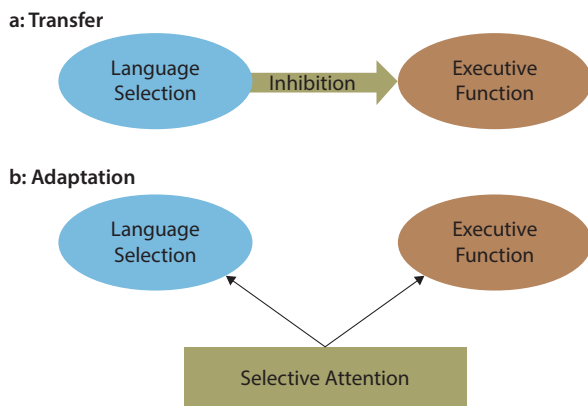 a: Transfer
Language
Selection
Inhibition
Executive
Function
b: Adaptation
Language
Selection
Executive
Function
Selective Attention